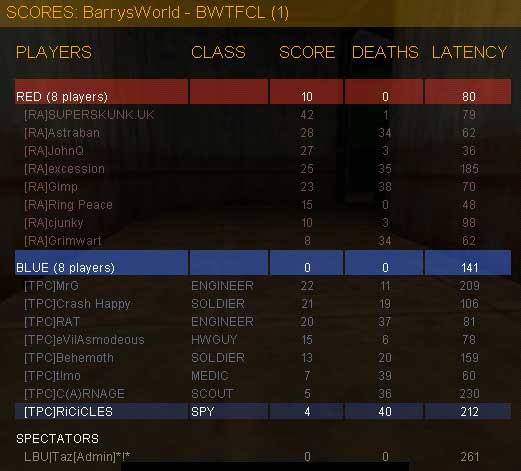 SCORES: BarrysWorld - BWTFCL (1)
PLAYERS CLASS SCORE DEATHS LATENCY
RED (8 players) 10 0 80
[RA]SUPERSKUNK.UK 42 1 79
[RA]Astraban 28 34 62
[RA]JohnQ 27 3 36
[RA]excession 25 35 185
[RA]Gimp 23 38 70
[RA]Ring Peace 15 0 48
[RA]cjunky 10 3 98
[RA]Grimwart 8 34 62
BLUE (8 players) 0 0 141
[TPC]MrG ENGINEER 22 11 209
[TPC]Crash Happy SOLDIER 21 19 106
[TPC]RAT ENGINEER 20 37 81
[TPC]eVilAsmodeous HWGUY 15 6 78
[TPC]Behemoth SOLDIER 13 20 159
[TPC]t!mo MEDIC 7 39 60
[TPC]C(A)RNAGE SCOUT 5 36 230
[TPC]RiCiCLES SPY 4 40 212
SPECTATORS
LBU|Taz[Admin]*!* 0 0 261